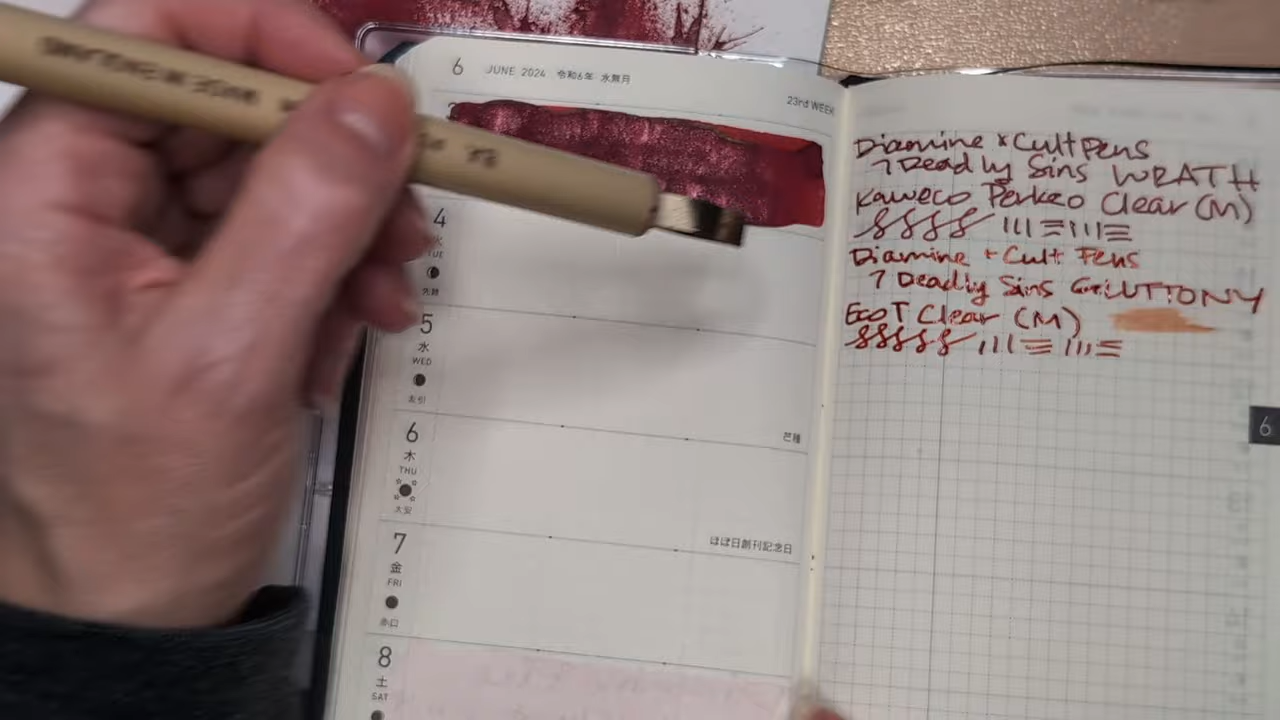 6 JUNE 2024 令和6年 水無月
23rd WEEK
4
TUE
先勝
5
水
WED
友引
6
木
THU
大安
7
金
FRI
赤口
8
土
SAT
芒種
ほぼ日創刊記念日
Diamine x Cult Pens
7 Deadly Sins WRATH
Kaweco Perkeo Clear (M)
Diamine + Cult Pens
7 Deadly Sins GLUTTONY
Eco T Clear (M)
6